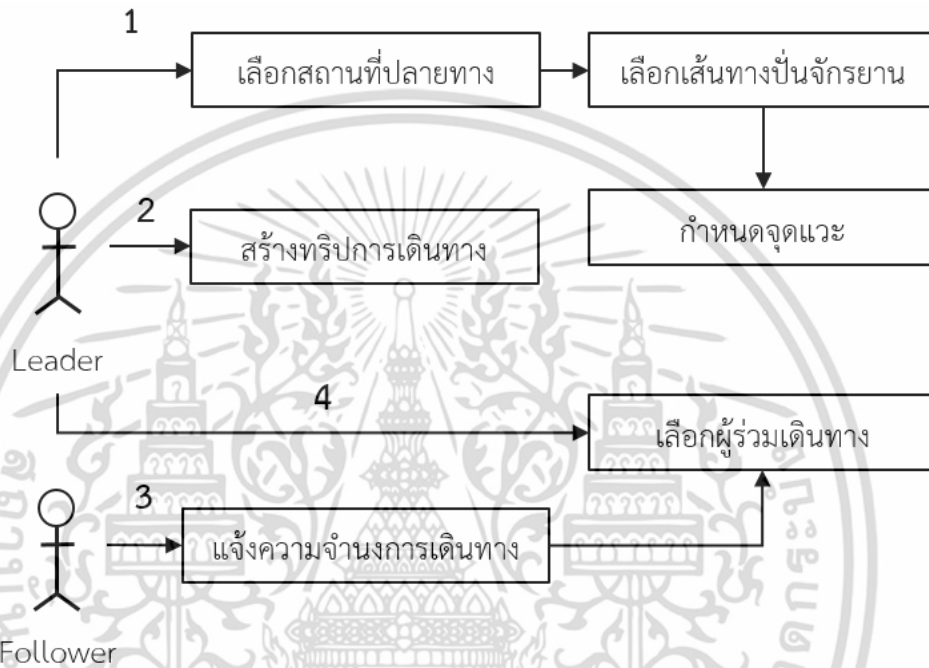 1
เลือกสถานที่ปลายทาง
เลือกเส้นทางปั่นจักรยาน
2
สร้างทริปการเดินทาง
กำหนดจุดแวะ
Leader
4
เลือกผู้ร่วมเดินทาง
3
แจ้งความจำนงการเดินทาง
Follower